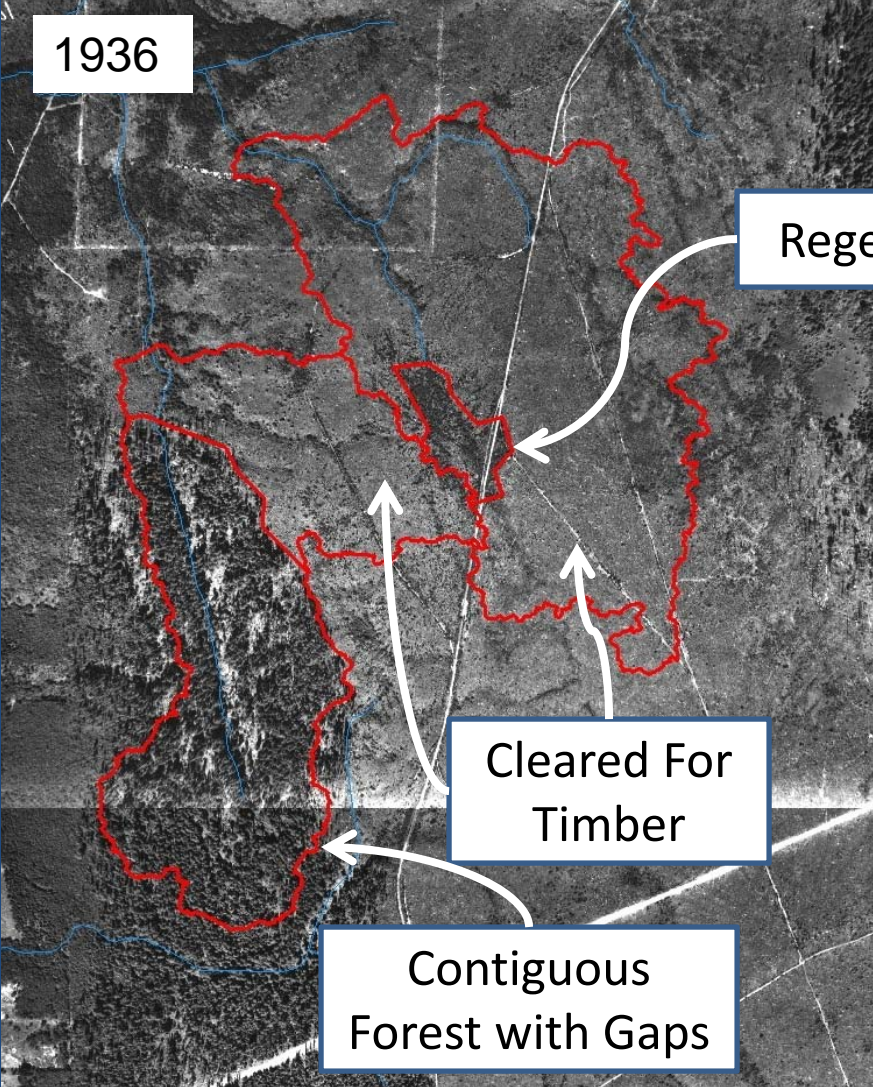 1936
Rege
Cleared For
Timber
Contiguous
Forest with Gaps